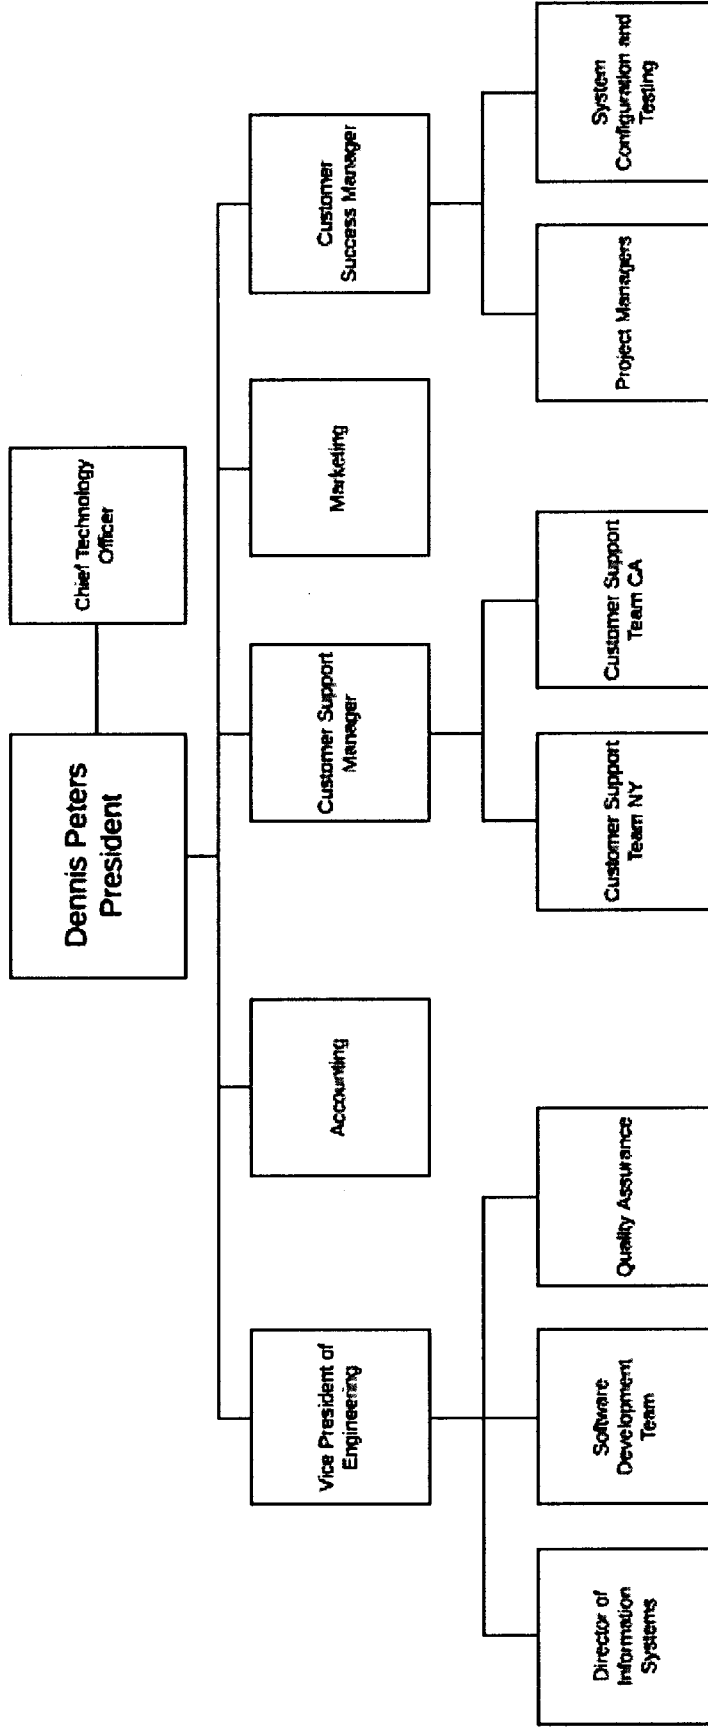 Dennis Peters
President
Chief Technology
Officer
Vice President of
Engineering
Accounting
Customer Support
Manager
Marketing
Customer
Success Manager
Director of
Information
Systems
Software
Development
Team
Quality Assurance
Customer Support
Team NY
Customer Support
Team CA
Project Managers
System
Configuration and
Testing